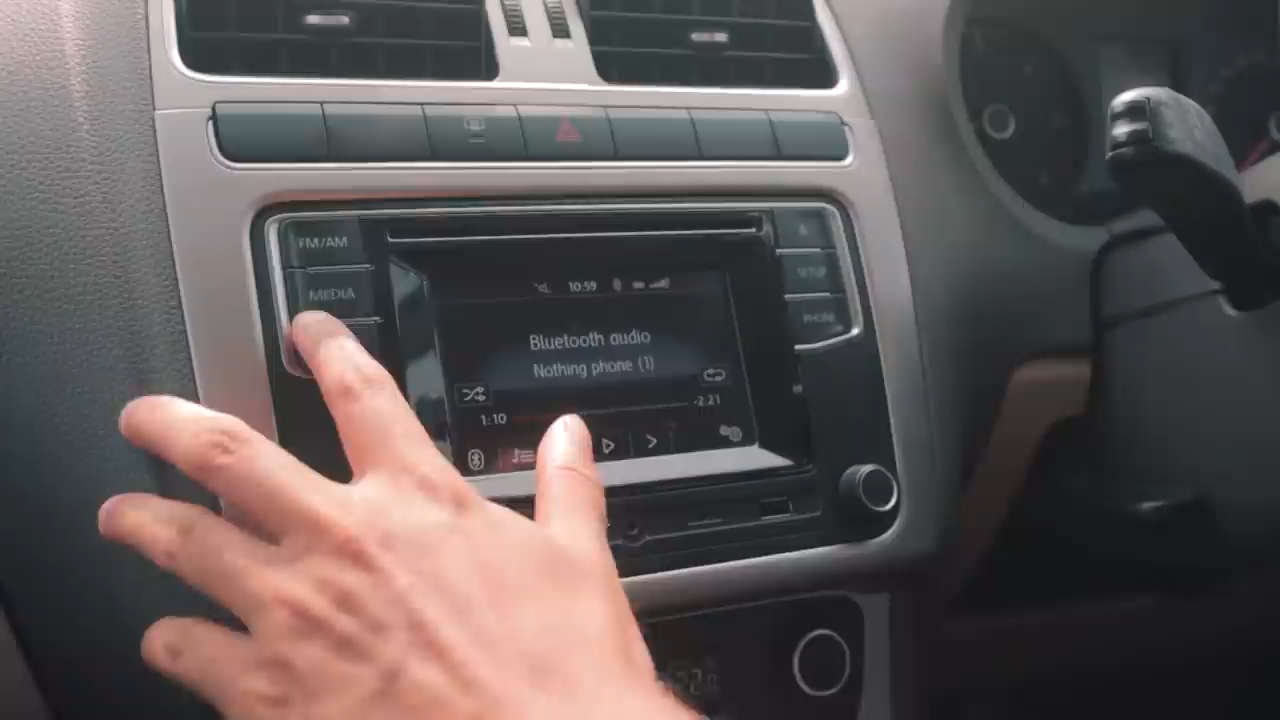 FM/AM
MEDIA
SETUP
PHONE
10:59
Bluetooth audio
Nothing phone (1)
1:10
-2:21